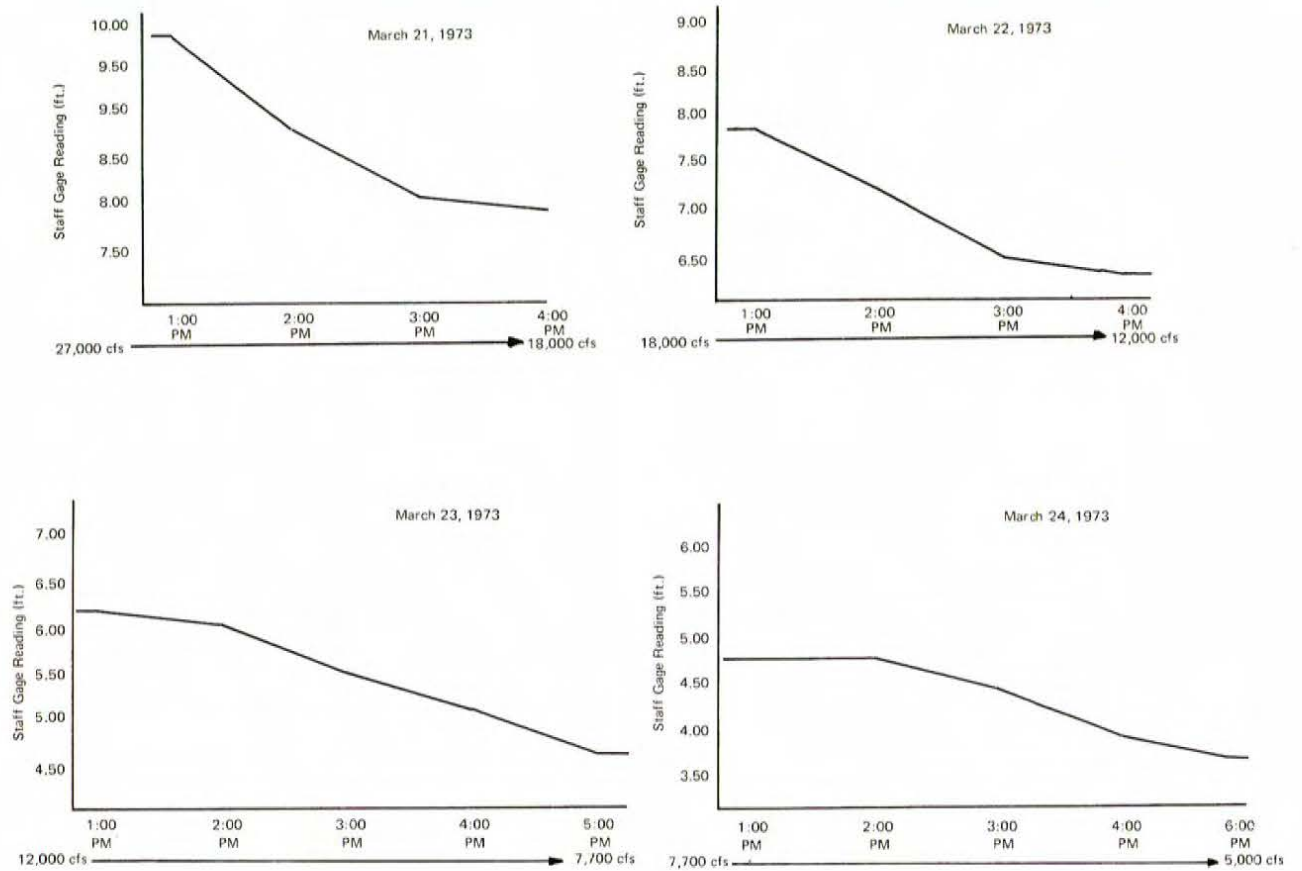 March 21, 1973
Staff Gage Reading (ft.)
10.00
9.50
9.50
8.50
8.00
7.50
1:00 PM
2:00 PM
3:00 PM
4:00 PM
27,000 cfs
18,000 cfs
March 22, 1973
Staff Gage Reading (ft.)
9.00
8.50
8.00
7.50
7.00
6.50
1:00 PM
2:00 PM
3:00 PM
4:00 PM
18,000 cfs
12,000 cfs
March 23, 1973
Staff Gage Reading (ft.)
7.00
6.50
6.00
5.50
5.00
4.50
1:00 PM
2:00 PM
3:00 PM
4:00 PM
5:00 PM
12,000 cfs
7,700 cfs
March 24, 1973
Staff Gage Reading (ft.)
6.00
5.50
5.00
4.50
4.00
3.50
1:00 PM
2:00 PM
3:00 PM
4:00 PM
6:00 PM
7,700 cfs
5,000 cfs